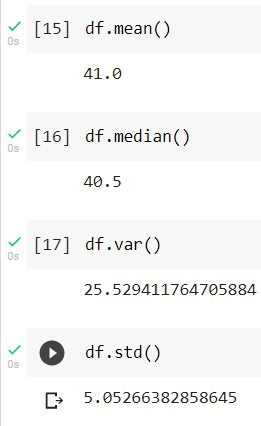 [15] df.mean()
0s
41.0
[16] df.median()
0s
40.5
[17] df.var()
0s
25.529411764705884
df.std()
0s
5.05266382858645